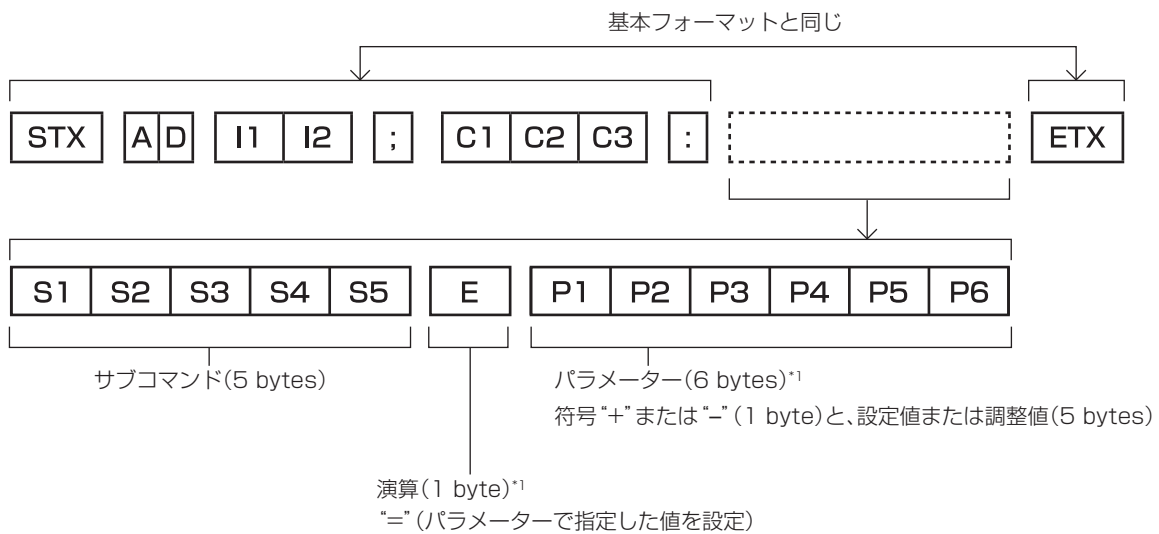 基本フォーマットと同じ
STX AD I1 I2 ; C1 C2 C3 : ETX
S1 S2 S3 S4 S5 E P1 P2 P3 P4 P5 P6
サブコマンド(5 bytes)
パラメーター(6 bytes)*1
符号“+”または“–”(1 byte)と、設定値または調整値(5 bytes)
演算(1 byte)*1
“=”(パラメーターで指定した値を設定)